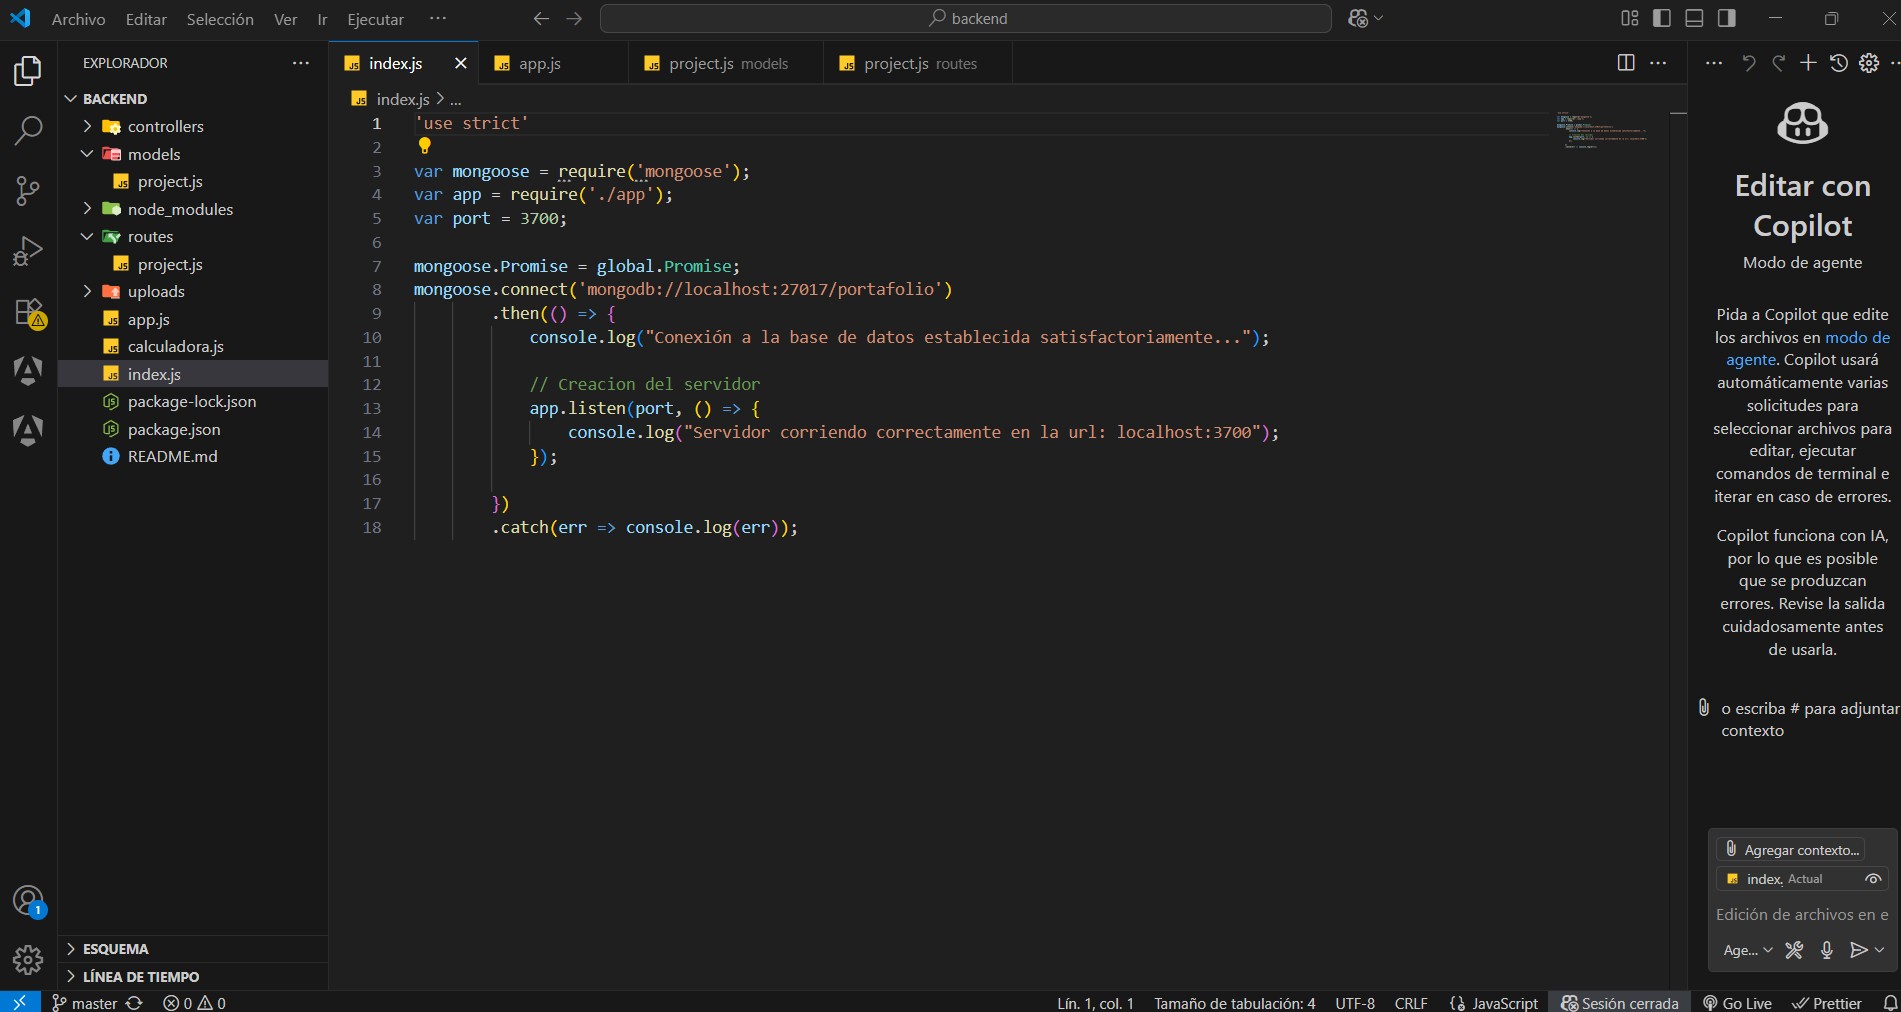 Archivo Editar Selección Ver Ir Ejecutar ··· backend
EXPLORADOR ···
BACKEND
controllers
models
project.js
node_modules
routes
project.js
uploads
app.js
calculadora.js
index.js
package-lock.json
package.json
README.md
ESQUEMA
LÍNEA DE TIEMPO
1
index.js app.js project.js models project.js routes
index.js > ...
1 'use strict'
2
3 var mongoose = require('mongoose');
4 var app = require('./app');
5 var port = 3700;
6
7 mongoose.Promise = global.Promise;
8 mongoose.connect('mongodb://localhost:27017/portafolio')
9 .then(() => {
10 console.log("Conexión a la base de datos establecida satisfactoriamente...");
11
12 // Creacion del servidor
13 app.listen(port, () => {
14 console.log("Servidor corriendo correctamente en la url: localhost:3700");
15 });
16
17 })
18 .catch(err => console.log(err));
Editar con
Copilot
Modo de agente
Pida a Copilot que edite
los archivos en modo de
agente. Copilot usará
automáticamente varias
solicitudes para
seleccionar archivos para
editar, ejecutar
comandos de terminal e
iterar en caso de errores.
Copilot funciona con IA,
por lo que es posible
que se produzcan
errores. Revise la salida
cuidadosamente antes
de usarla.
o escriba # para adjuntar
contexto
Agregar contexto...
index. Actual
Edición de archivos en e
Age...
master 0 0 Lín. 1, col. 1 Tamaño de tabulación: 4 UTF-8 CRLF {} JavaScript Sesión cerrada Go Live Prettier